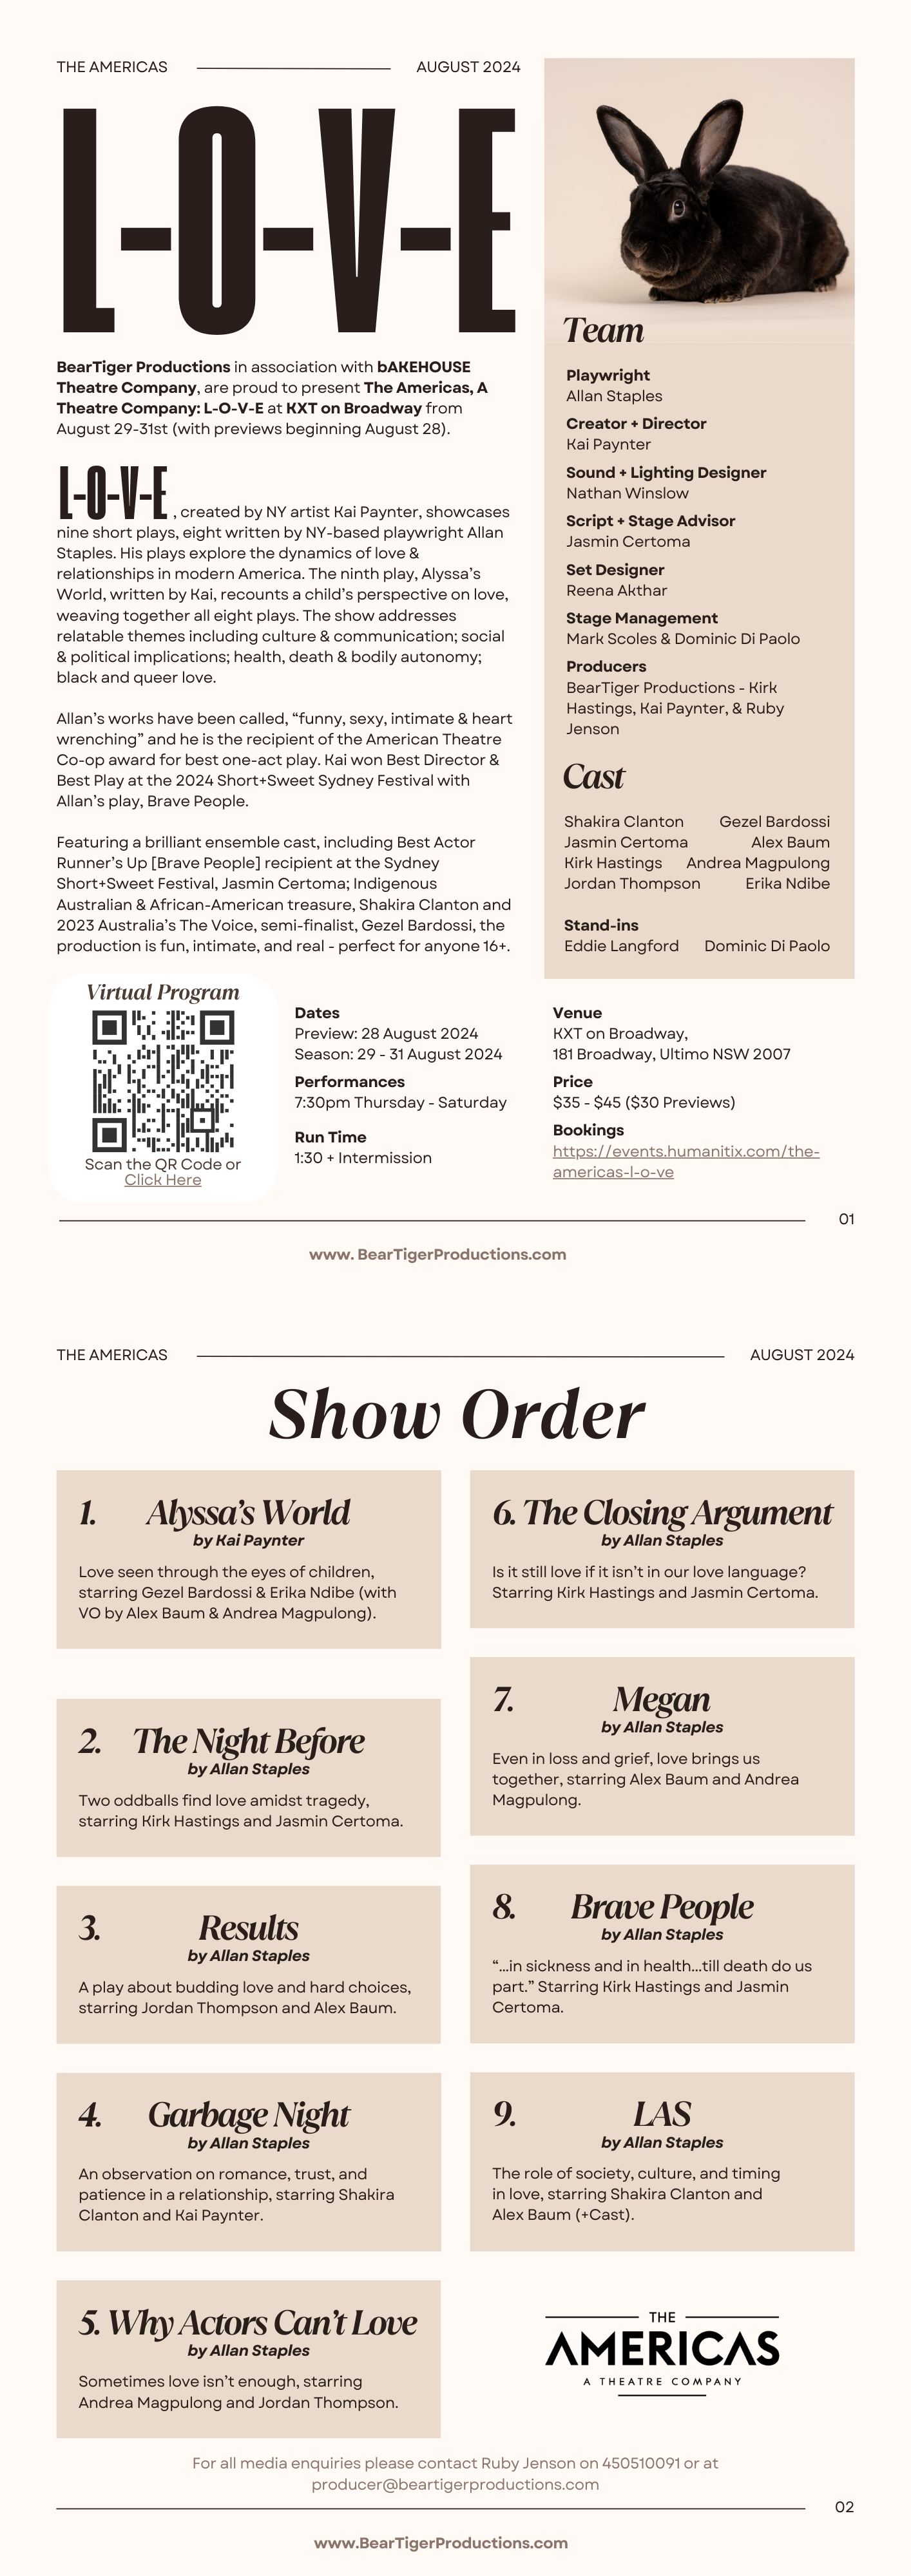 THE AMERICAS
AUGUST 2024
L-O-V-E
BearTiger Productions in association with bAKEHOUSE
Theatre Company, are proud to present The Americas, A
Theatre Company: L-O-V-E at KXT on Broadway from
August 29-31st (with previews beginning August 28).
L-O-V-E , created by NY artist Kai Paynter, showcases
nine short plays, eight written by NY-based playwright Allan
Staples. His plays explore the dynamics of love &
relationships in modern America. The ninth play, Alyssa's
World, written by Kai, recounts a child's perspective on love,
weaving together all eight plays. The show addresses
relatable themes including culture & communication; social
& political implications; health, death & bodily autonomy;
black and queer love.
Allan's works have been called, “funny, sexy, intimate & heart
wrenching” and he is the recipient of the American Theatre
Co-op award for best one-act play. Kai won Best Director &
Best Play at the 2024 Short+Sweet Sydney Festival with
Allan's play, Brave People.
Featuring a brilliant ensemble cast, including Best Actor
Runner's Up [Brave People] recipient at the Sydney
Short+Sweet Festival, Jasmin Certoma; Indigenous
Australian & African-American treasure, Shakira Clanton and
2023 Australia's The Voice, semi-finalist, Gezel Bardossi, the
production is fun, intimate, and real - perfect for anyone 16+.
Team
Playwright
Allan Staples
Creator + Director
Kai Paynter
Sound + Lighting Designer
Nathan Winslow
Script + Stage Advisor
Jasmin Certoma
Set Designer
Reena Akthar
Stage Management
Mark Scoles & Dominic Di Paolo
Producers
BearTiger Productions - Kirk
Hastings, Kai Paynter, & Ruby
Jenson
Cast
Shakira Clanton Gezel Bardossi
Jasmin Certoma Alex Baum
Kirk Hastings Andrea Magpulong
Jordan Thompson Erika Ndibe
Stand-ins
Eddie Langford Dominic Di Paolo
Virtual Program
Scan the QR Code or
Click Here
Dates
Preview: 28 August 2024
Season: 29 - 31 August 2024
Performances
7:30pm Thursday - Saturday
Run Time
1:30 + Intermission
Venue
KXT on Broadway,
181 Broadway, Ultimo NSW 2007
Price
$35 - $45 ($30 Previews)
Bookings
https://events.humanitix.com/the-
americas-l-o-ve
01
www. BearTigerProductions.com
THE AMERICAS
AUGUST 2024
Show Order
1. Alyssa's World
by Kai Paynter
Love seen through the eyes of children,
starring Gezel Bardossi & Erika Ndibe (with
VO by Alex Baum & Andrea Magpulong).
2. The Night Before
by Allan Staples
Two oddballs find love amidst tragedy,
starring Kirk Hastings and Jasmin Certoma.
3. Results
by Allan Staples
A play about budding love and hard choices,
starring Jordan Thompson and Alex Baum.
4. Garbage Night
by Allan Staples
An observation on romance, trust, and
patience in a relationship, starring Shakira
Clanton and Kai Paynter.
5. Why Actors Can't Love
by Allan Staples
Sometimes love isn't enough, starring
Andrea Magpulong and Jordan Thompson.
6. The Closing Argument
by Allan Staples
Is it still love if it isn't in our love language?
Starring Kirk Hastings and Jasmin Certoma.
7. Megan
by Allan Staples
Even in loss and grief, love brings us
together, starring Alex Baum and Andrea
Magpulong.
8. Brave People
by Allan Staples
“...in sickness and in health...till death do us
part.” Starring Kirk Hastings and Jasmin
Certoma.
9. LAS
by Allan Staples
The role of society, culture, and timing
in love, starring Shakira Clanton and
Alex Baum (+Cast).
THE
AMERICAS
A THEATRE COMPANY
For all media enquiries please contact Ruby Jenson on 450510091 or at
producer@beartigerproductions.com
02
www.BearTigerProductions.com